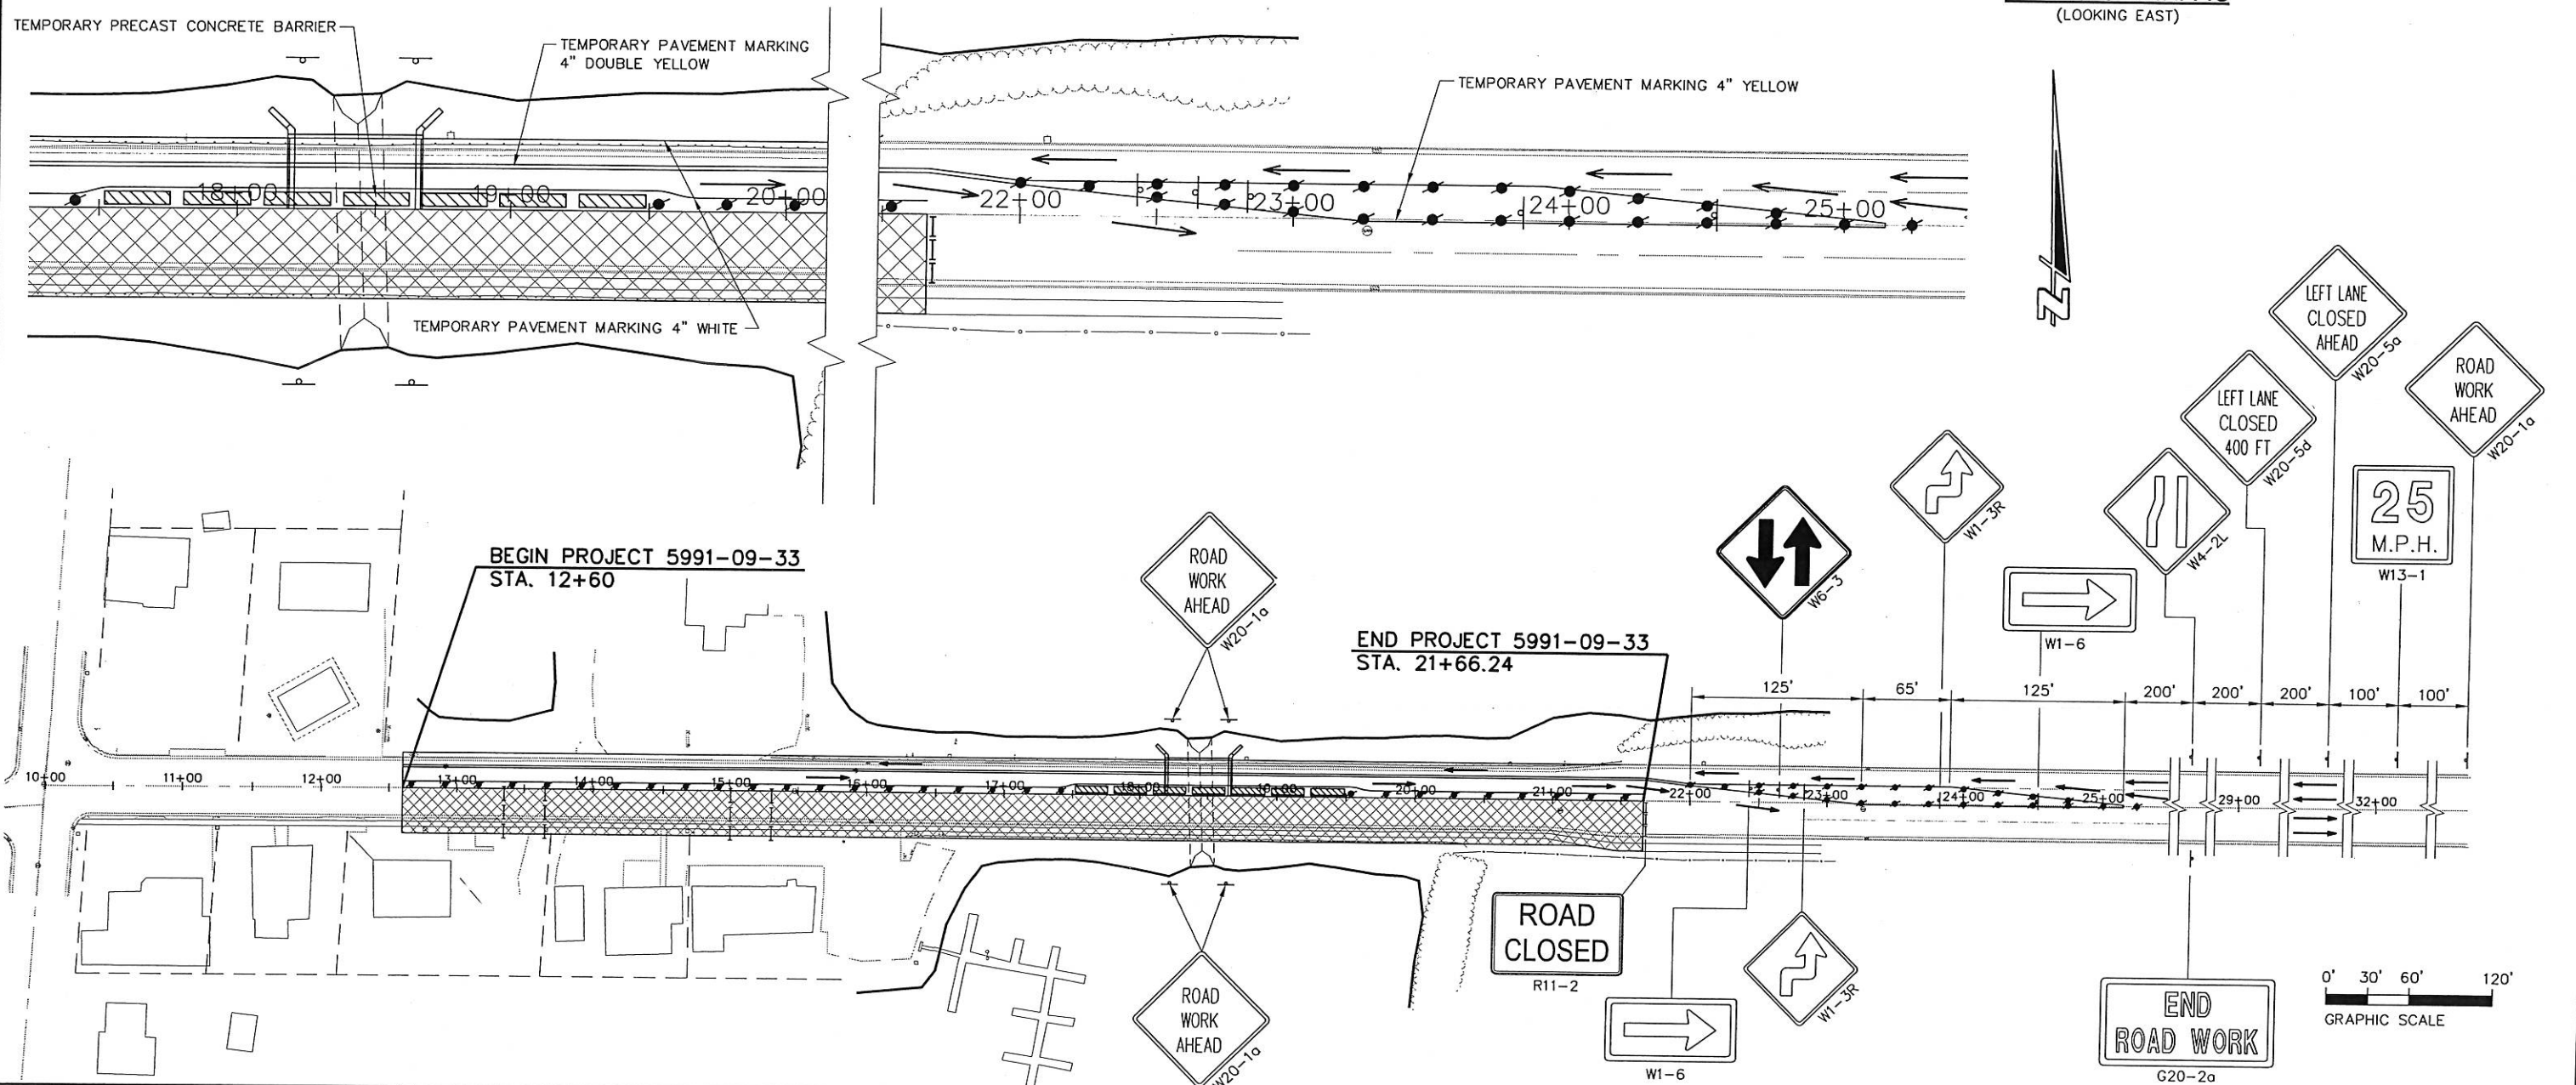 (LOOKING EAST)
TEMPORARY PRECAST CONCRETE BARRIER
TEMPORARY PAVEMENT MARKING
4" DOUBLE YELLOW
TEMPORARY PAVEMENT MARKING 4" YELLOW
18+00
19+00
20+00
22+00
23+00
24+00
25+00
TEMPORARY PAVEMENT MARKING 4" WHITE
N
LEFT LANE
CLOSED
AHEAD
W20-5a
LEFT LANE
CLOSED
400 FT
W20-5d
ROAD
WORK
AHEAD
W20-1a
25
M.P.H.
W13-1
W1-3R
W4-2L
W6-3
W1-6
BEGIN PROJECT 5991-09-33
STA. 12+60
ROAD
WORK
AHEAD
W20-1a
END PROJECT 5991-09-33
STA. 21+66.24
125'
65'
125'
200'
200'
200'
100'
100'
10+00
11+00
12+00
13+00
14+00
15+00
16+00
17+00
18+00
19+00
20+00
21+00
22+00
23+00
24+00
25+00
29+00
32+00
ROAD
CLOSED
R11-2
W1-6
W1-3R
ROAD
WORK
AHEAD
W20-1a
END
ROAD WORK
G20-2a
0'
30'
60'
120'
GRAPHIC SCALE